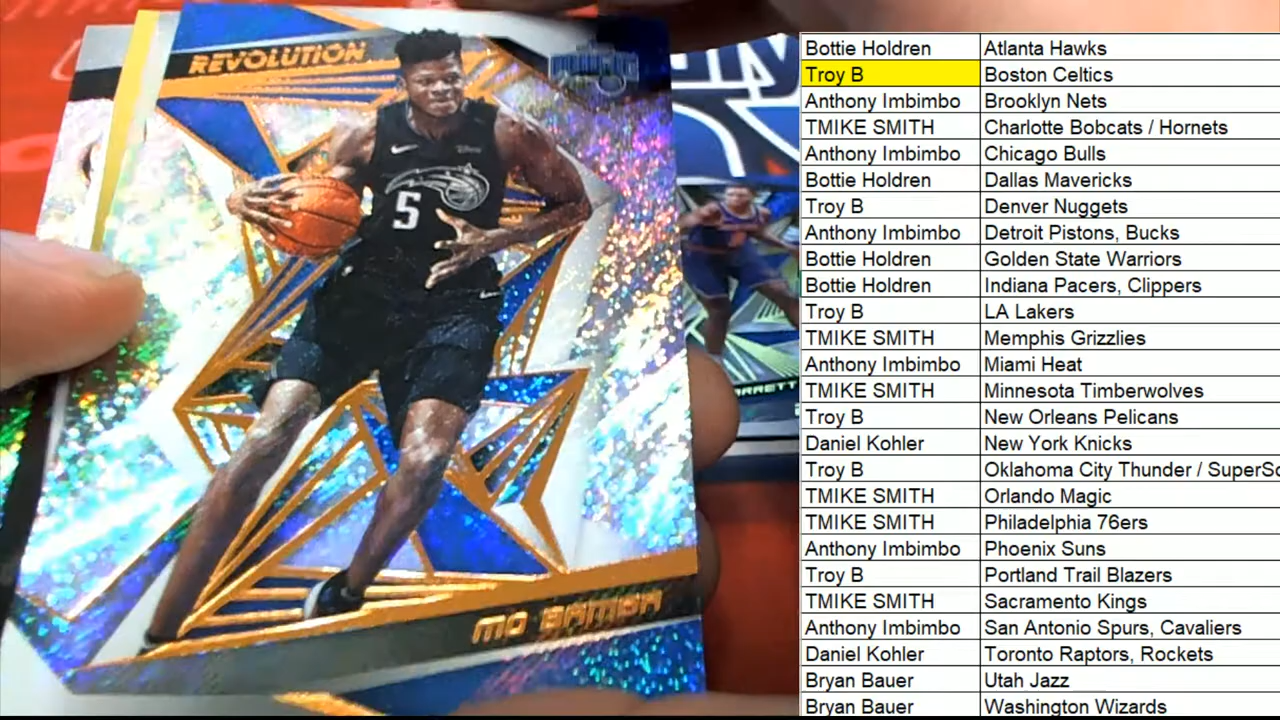 REVOLUTION
DISNEY
5
MO BAMBA
Bottie Holdren Atlanta Hawks
Troy B Boston Celtics
Anthony Imbimbo Brooklyn Nets
TMIKE SMITH Charlotte Bobcats / Hornets
Anthony Imbimbo Chicago Bulls
Bottie Holdren Dallas Mavericks
Troy B Denver Nuggets
Anthony Imbimbo Detroit Pistons, Bucks
Bottie Holdren Golden State Warriors
Bottie Holdren Indiana Pacers, Clippers
Troy B LA Lakers
TMIKE SMITH Memphis Grizzlies
Anthony Imbimbo Miami Heat
TMIKE SMITH Minnesota Timberwolves
Troy B New Orleans Pelicans
Daniel Kohler New York Knicks
Troy B Oklahoma City Thunder / SuperSo
TMIKE SMITH Orlando Magic
TMIKE SMITH Philadelphia 76ers
Anthony Imbimbo Phoenix Suns
Troy B Portland Trail Blazers
TMIKE SMITH Sacramento Kings
Anthony Imbimbo San Antonio Spurs, Cavaliers
Daniel Kohler Toronto Raptors, Rockets
Bryan Bauer Utah Jazz
Bryan Bauer Washington Wizards